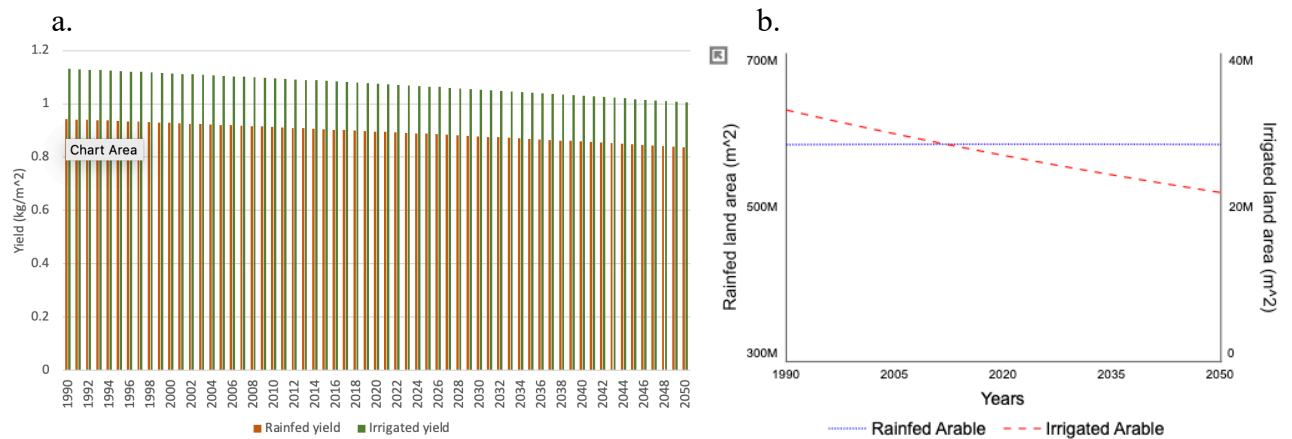 a.
1.2
1
0.8
0.6
0.4
0.2
0
Yield (kg/m^2)
Chart Area
1990 1992 1994 1996 1998 2000 2002 2004 2006 2008 2010 2012 2014 2016 2018 2020 2022 2024 2026 2028 2030 2032 2034 2036 2038 2040 2042 2044 2046 2048 2050
Rainfed yield Irrigated yield
b.
700M
500M
300M
Rainfed land area (m^2)
40M
20M
0
Irrigated land area (m^2)
1990 2005 2020 2035 2050
Years
Rainfed Arable Irrigated Arable